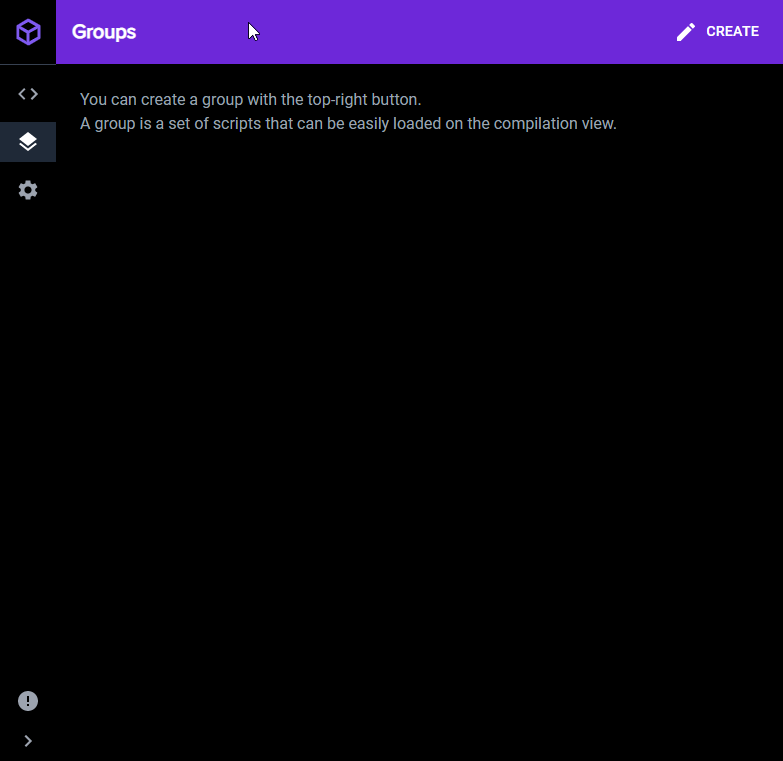 Groups
CREATE
You can create a group with the top-right button.
A group is a set of scripts that can be easily loaded on the compilation view.